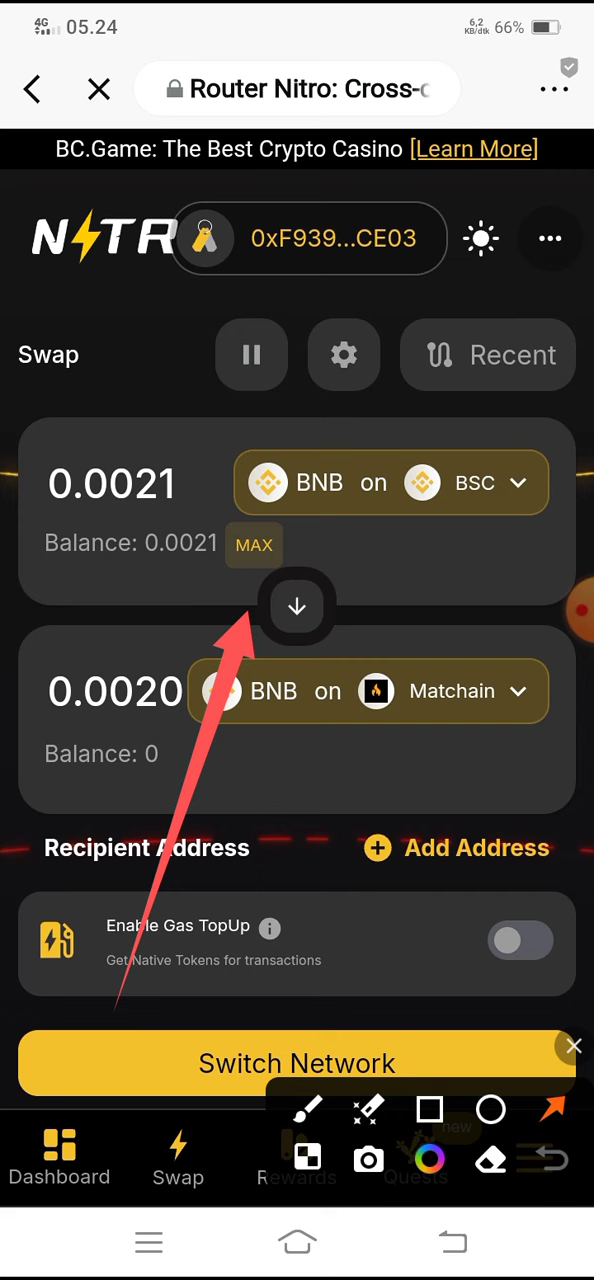 4G 05.24 6,2 KB/dtk 66%
Router Nitro: Cross-c
BC.Game: The Best Crypto Casino [Learn More]
NITR 0xF939...CE03
Swap Recent
0.0021 BNB on BSC
Balance: 0.0021 MAX
0.0020 BNB on Matchain
Balance: 0
Recipient Address Add Address
Enable Gas TopUp
Get Native Tokens for transactions
Switch Network
new
Dashboard Swap Rewards Quests